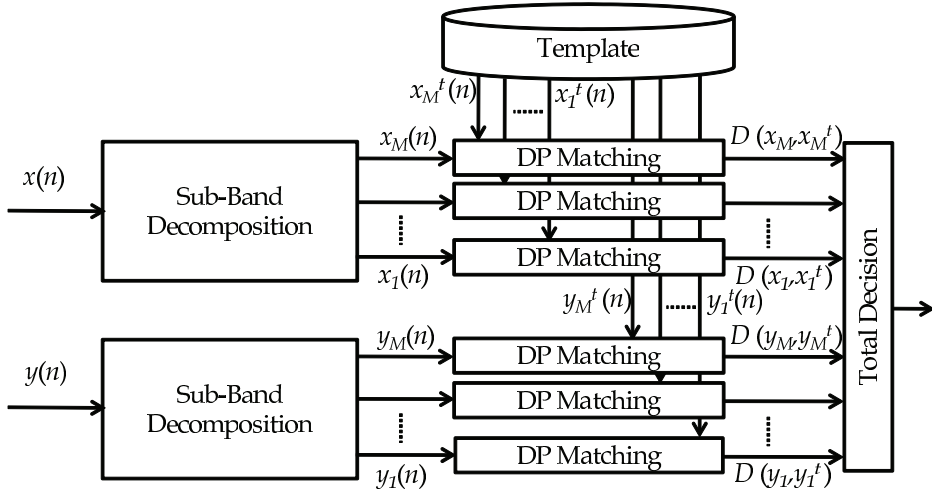 Template
x_M^t(n)
x_1^t(n)
x_M(n)
DP Matching
D (x_M,x_M^t)
x(n)
Sub-Band
Decomposition
DP Matching
DP Matching
x_1(n)
D (x_1,x_1^t)
y_M^t(n)
y_1^t(n)
Total Decision
y_M(n)
DP Matching
D (y_M,y_M^t)
y(n)
Sub-Band
Decomposition
DP Matching
DP Matching
y_1(n)
D (y_1,y_1^t)